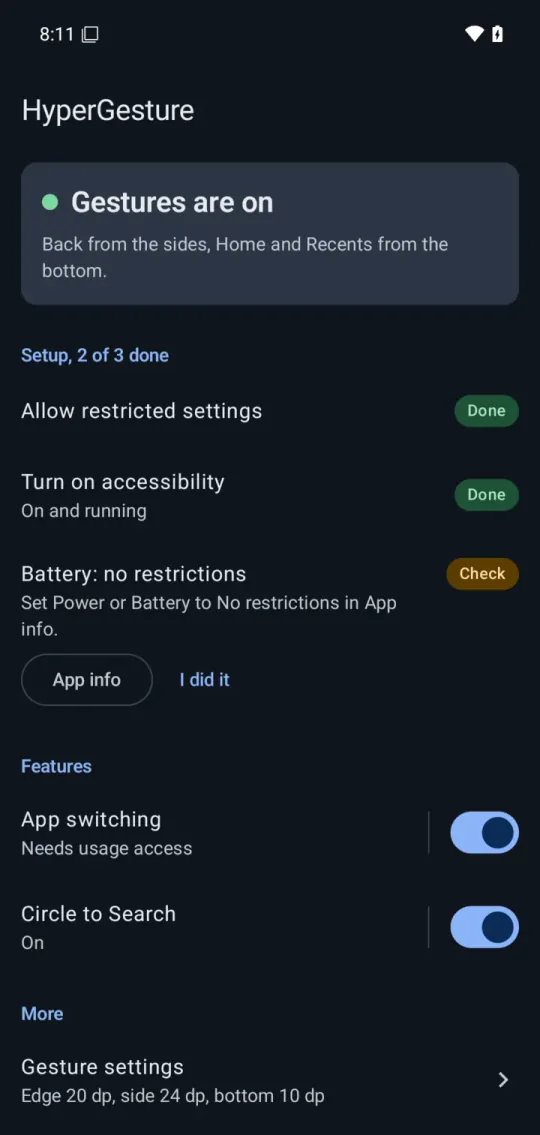 8:11
HyperGesture
Gestures are on
Back from the sides, Home and Recents from the
bottom.
Setup, 2 of 3 done
Allow restricted settings
Done
Turn on accessibility
On and running
Done
Battery: no restrictions
Set Power or Battery to No restrictions in App
info.
Check
App info
I did it
Features
App switching
Needs usage access
Circle to Search
On
More
Gesture settings
Edge 20 dp, side 24 dp, bottom 10 dp